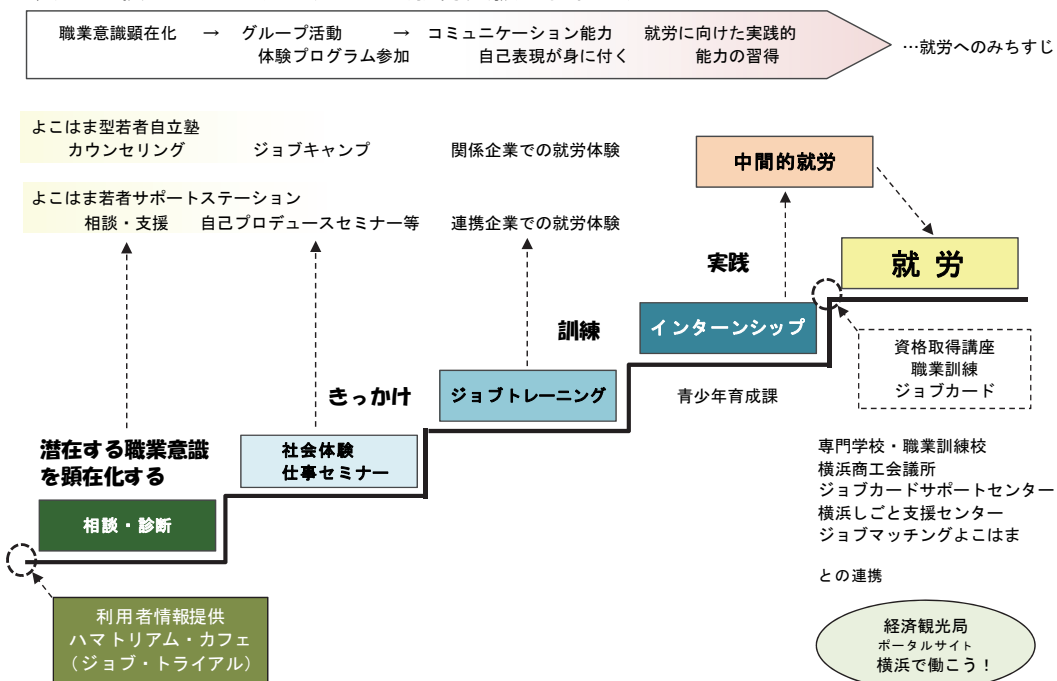 職業意識顕在化 → グループ活動 → コミュニケーション能力 就労に向けた実践的
体験プログラム参加 自己表現が身に付く 能力の習得
…就労へのみちすじ
よこはま型若者自立塾
カウンセリング ジョブキャンプ 関係企業での就労体験
よこはま若者サポートステーション
相談・支援 自己プロデュースセミナー等 連携企業での就労体験
中間的就労
就 労
実践
インターンシップ
訓練
資格取得講座
職業訓練
ジョブカード
青少年育成課
ジョブトレーニング
きっかけ
社会体験
仕事セミナー
潜在する職業意識
を顕在化する
相談・診断
専門学校・職業訓練校
横浜商工会議所
ジョブカードサポートセンター
横浜しごと支援センター
ジョブマッチングよこはま
との連携
利用者情報提供
ハマトリアム・カフェ
(ジョブ・トライアル)
経済観光局
ポータルサイト
横浜で働こう!